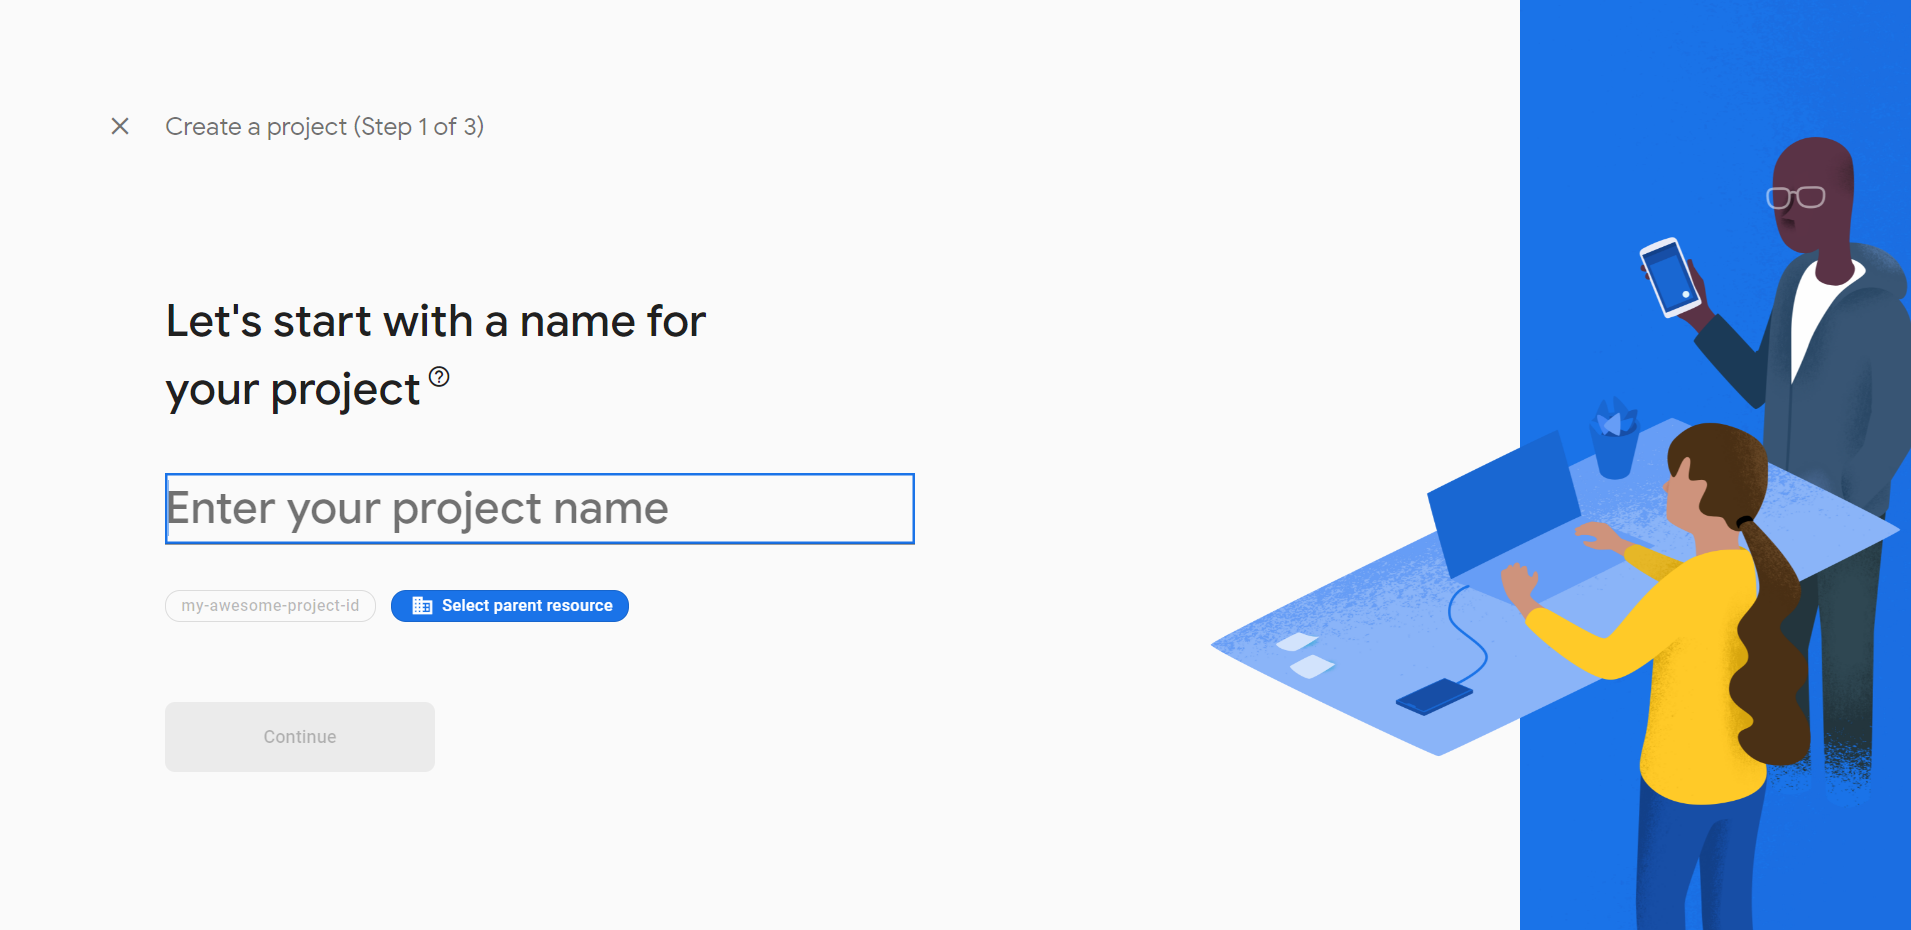 Create a project (Step 1 of 3)
Let's start with a name for
your project
Enter your project name
my-awesome-project-id
Select parent resource
Continue